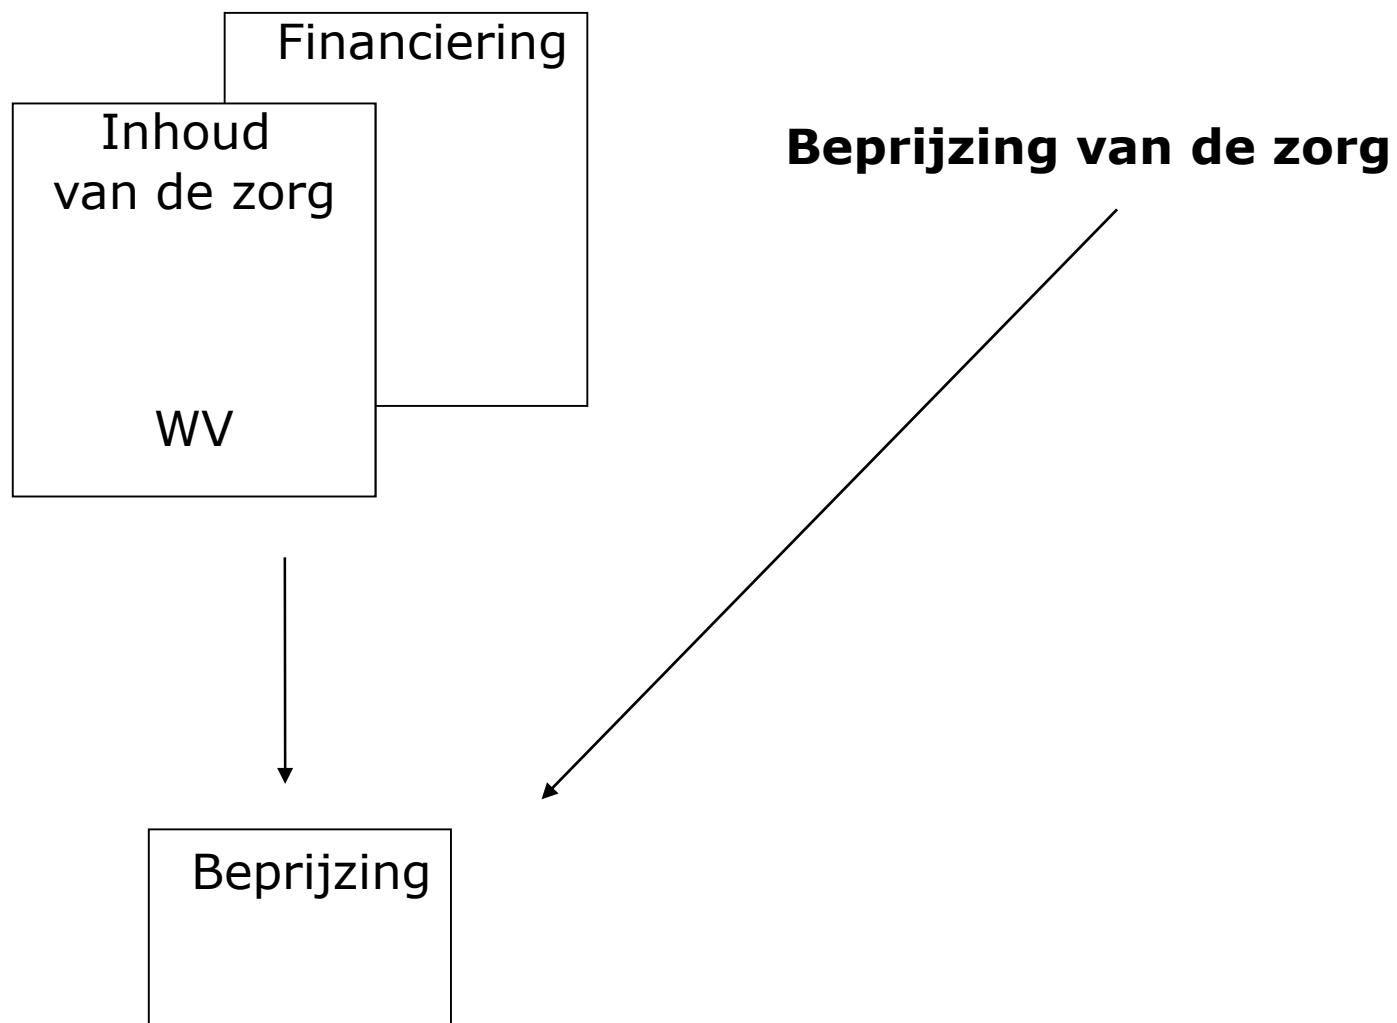 Financiering
Inhoud
van de zorg
WV
Beprijzing van de zorg
Beprijzing